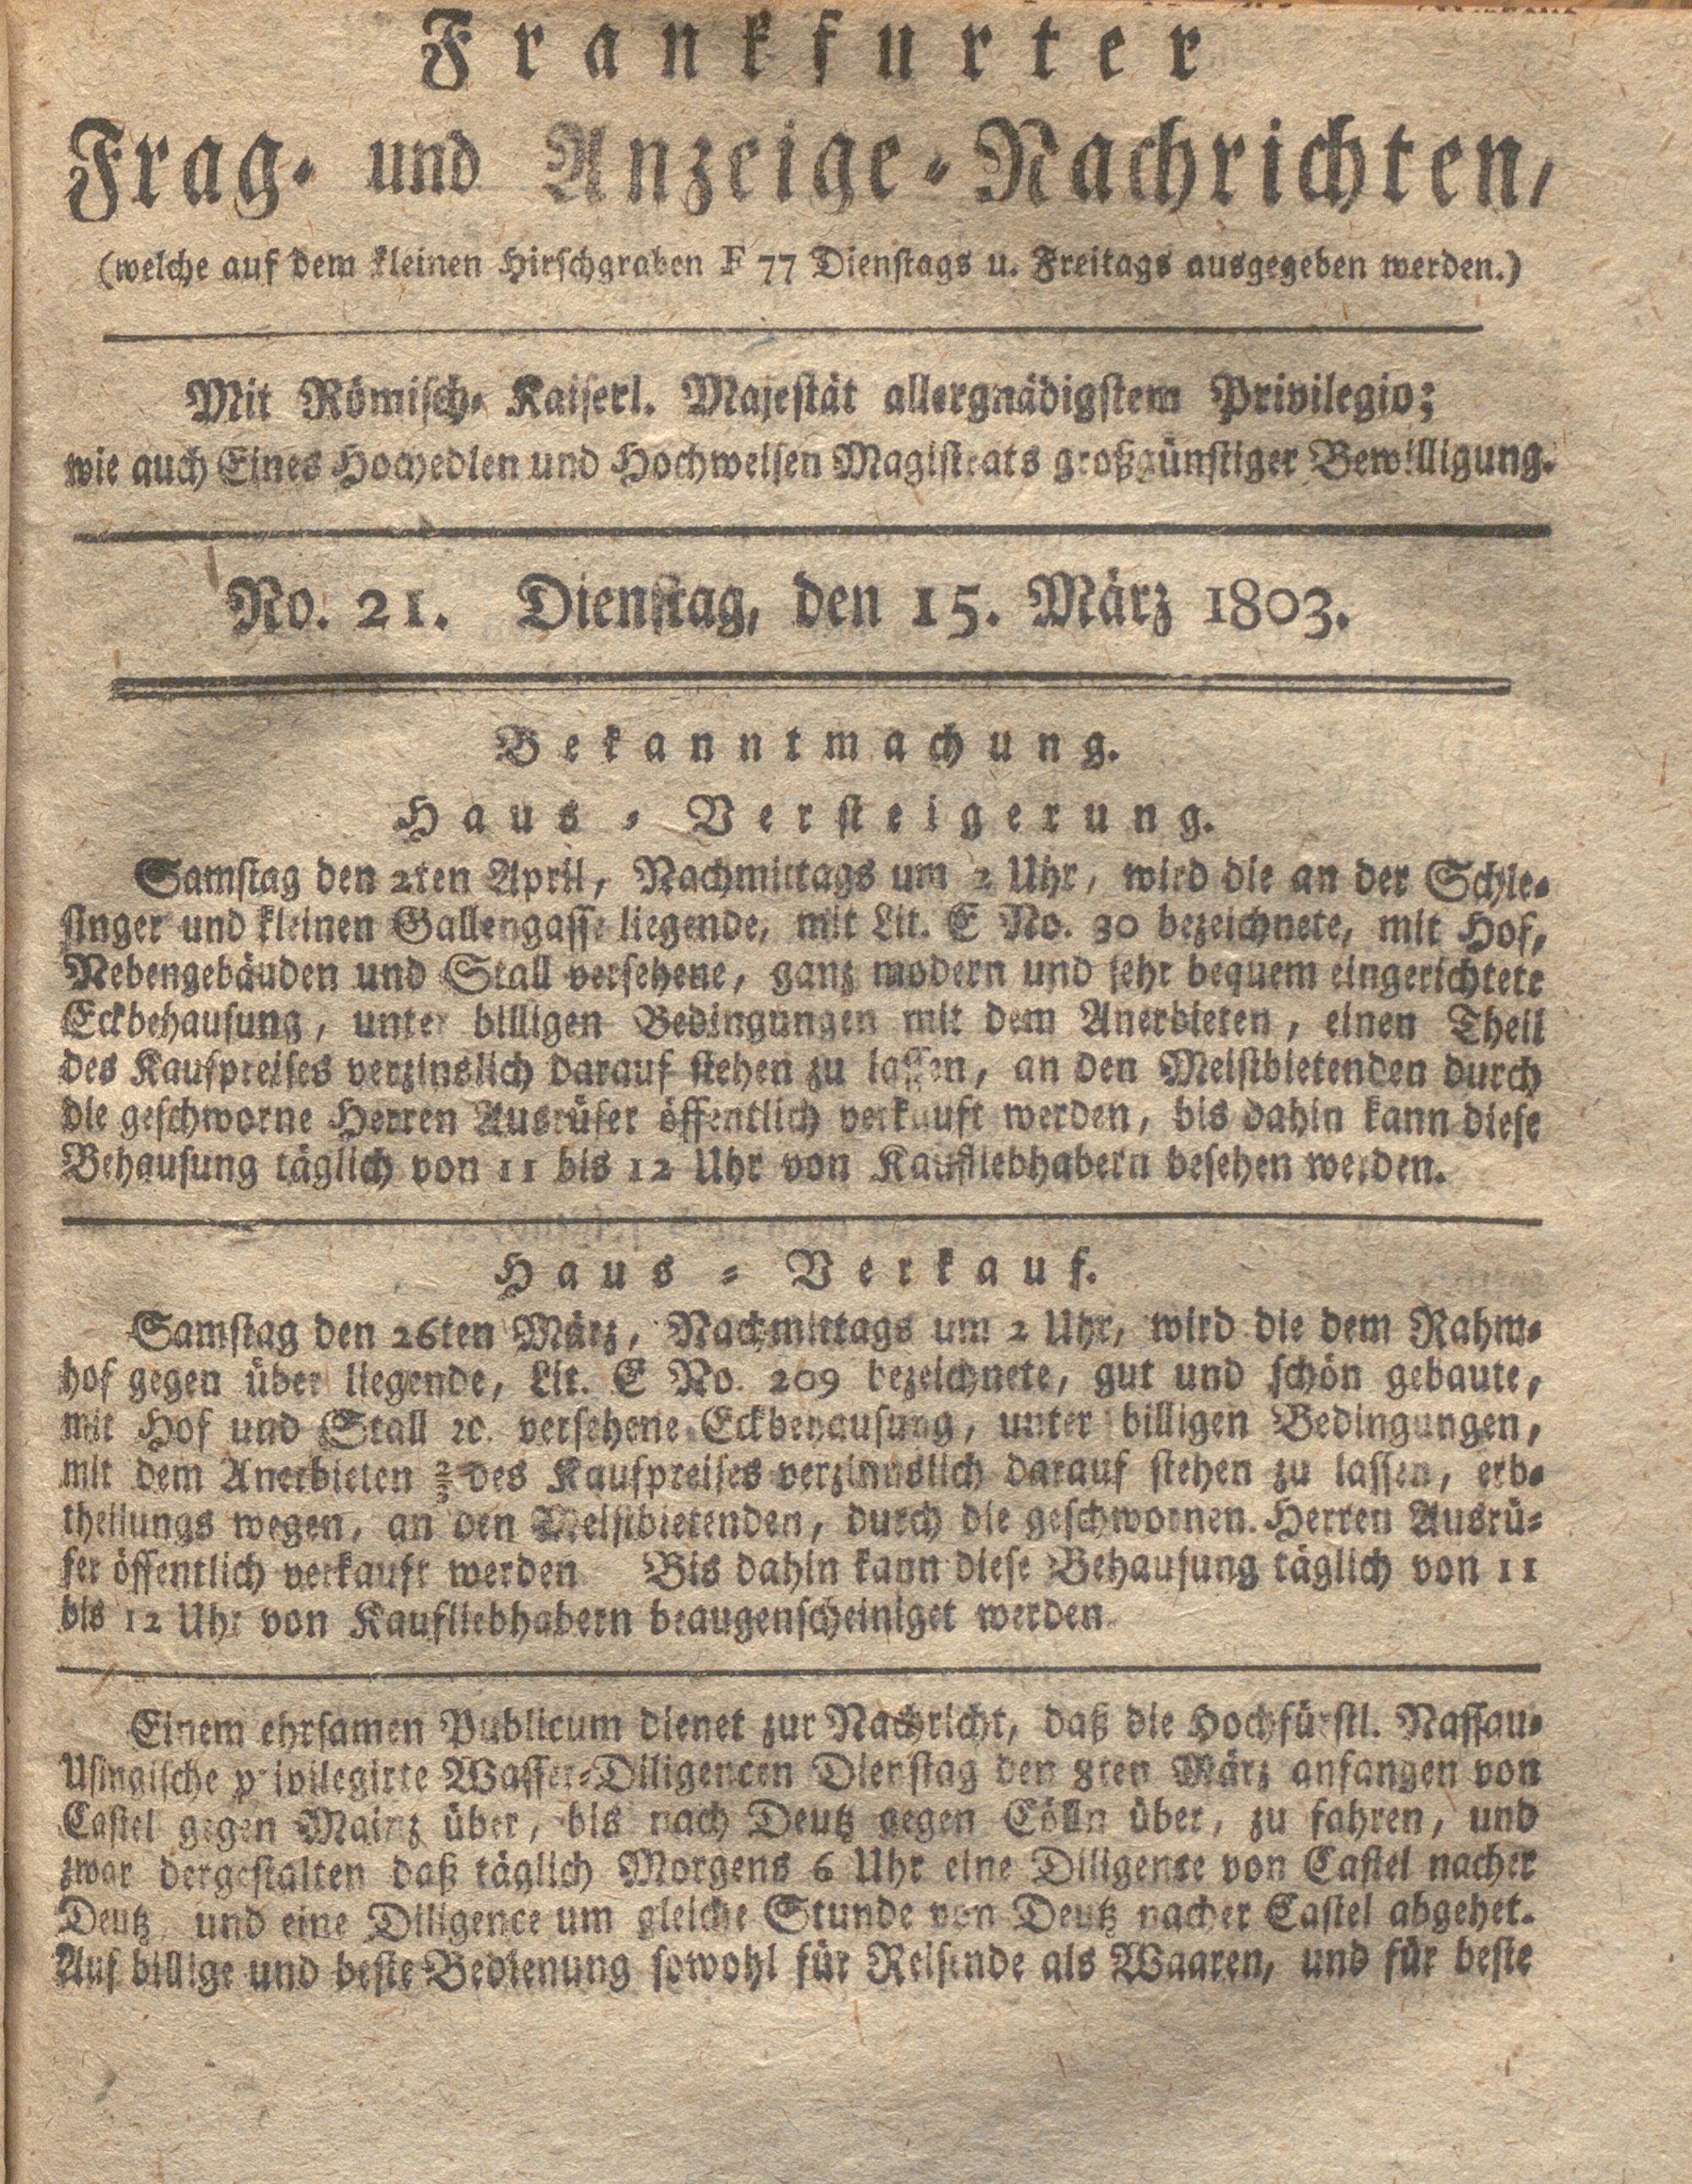 Frankfurter
Frag- und Anzeige-Nachrichten,
(welche auf dem kleinen Hirschgraben F 77 Dienstags u. Freitags ausgegeben werden.)
Mit Römisch- Kaiserl. Majestät allergnädigstem Privilegio;
wie auch Eines Hochedlen und Hochweisen Magistrats großgünstiger Bewilligung.
No. 21. Dienstag, den 15. März 1803.
Bekanntmachung.
Haus-Versteigerung.
Samstag den 2ten April, Nachmittags um 2 Uhr, wird die an der Schle-
singer und kleinen Gallengasse liegende, mit Lit. E No. 30 bezeichnete, mit Hof,
Nebengebäuden und Stall versehene, ganz modern und sehr bequem eingerichtete
Eckbehausung, unter billigen Bedingungen mit dem Anerbieten, einen Theil
des Kaufpreises verzinslich darauf stehen zu lassen, an den Meistbietenden durch
die geschworne Herren Ausrüfer öffentlich verkauft werden, bis dahin kann diese
Behausung täglich von 11 bis 12 Uhr von Kaufliebhabern besehen werden.
Haus-Verkauf.
Samstag den 26ten März, Nachmittags um 2 Uhr, wird die dem Rahm-
hof gegen über liegende, Lit. E No. 209 bezeichnete, gut und schön gebaute,
mit Hof und Stall ꝛc. versehene Eckbehausung, unter billigen Bedingungen,
mit dem Anerbieten ⅔ des Kaufpreises verzinnslich darauf stehen zu lassen, erb-
theilungs wegen, an den Meistbietenden, durch die geschwornen Herren Ausrü-
fer öffentlich verkauft werden Bis dahin kann diese Behausung täglich von 11
bis 12 Uhr von Kaufliebhabern beaugenscheiniget werden.
Einem ehrsamen Publicum dienet zur Nachricht, daß die Hochfürstl. Nassau-
Usingische privilegirte Wasser-Diligencen Dienstag den 8ten März anfangen von
Castel gegen Mainz über, bis nach Deutz gegen Cölln über, zu fahren, und
zwar dergestalten daß täglich Morgens 6 Uhr eine Diligence von Castel nacher
Deutz, und eine Diligence um gleiche Stunde von Deutz nacher Castel abgehet.
Auf billige und beste Bedienung sowohl für Reisende als Waaren, und für beste